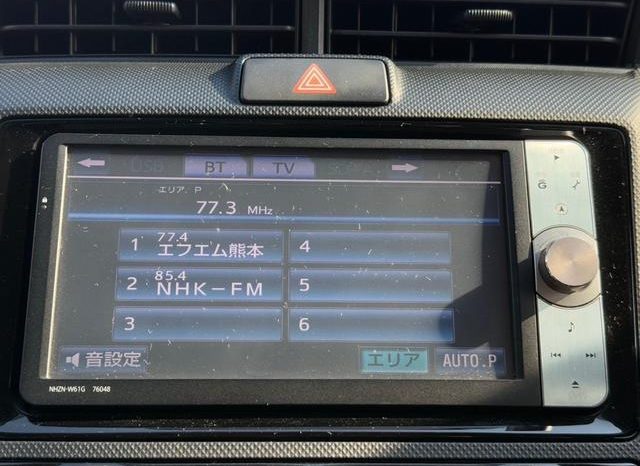 USB BT TV
エリア. P
77.3 MHz
1 77.4 エフエム熊本
4
2 85.4 NHK－FM
5
3
6
音設定
エリア
AUTO.P
NHZN-W61G 76048
G